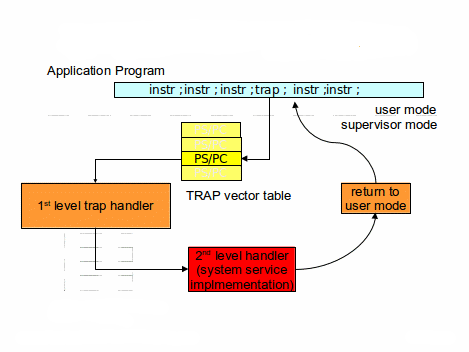 Application Program
instr ; instr ; instr ; trap ; instr ; instr ;
user mode
supervisor mode
PS/PC
TRAP vector table
1st level trap handler
return to
user mode
2nd level handler
(system service
implmementation)